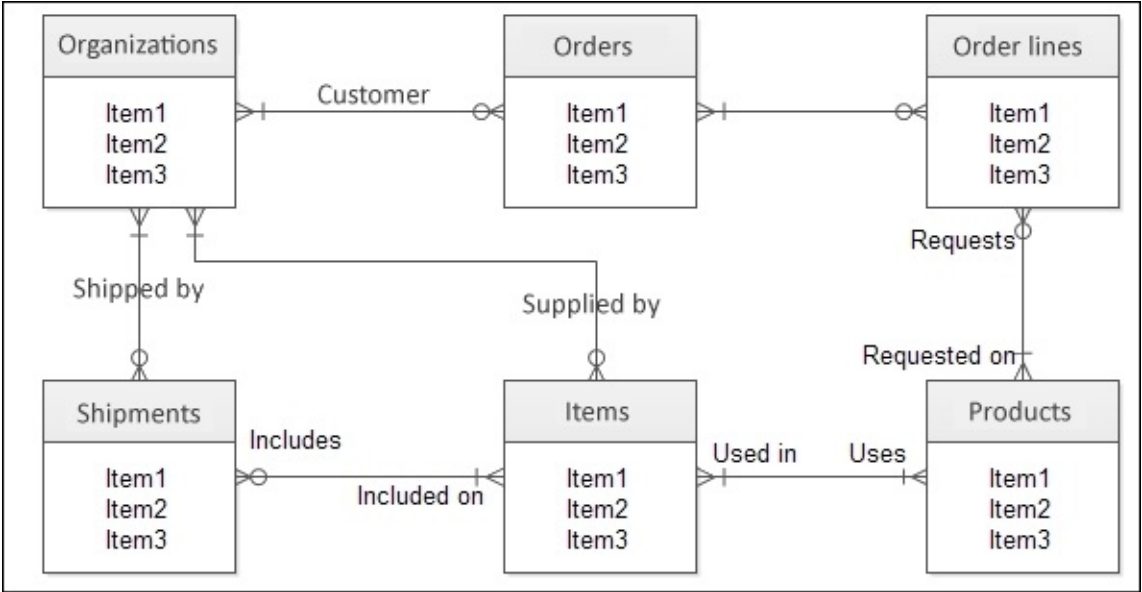 Organizations
Item1
Item2
Item3
Customer
Orders
Item1
Item2
Item3
Order lines
Item1
Item2
Item3
Requests
Shipped by
Supplied by
Requested on
Shipments
Item1
Item2
Item3
Includes
Included on
Items
Item1
Item2
Item3
Used in
Uses
Products
Item1
Item2
Item3